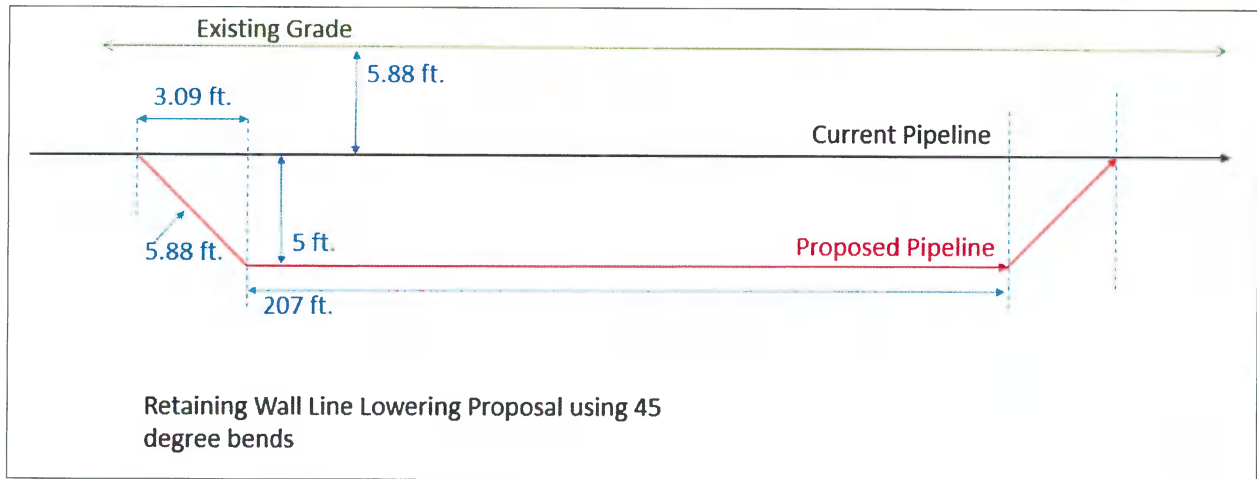 Existing Grade
5.88 ft.
3.09 ft.
Current Pipeline
5 ft.
5.88 ft.
Proposed Pipeline
207 ft.
Retaining Wall Line Lowering Proposal using 45
degree bends